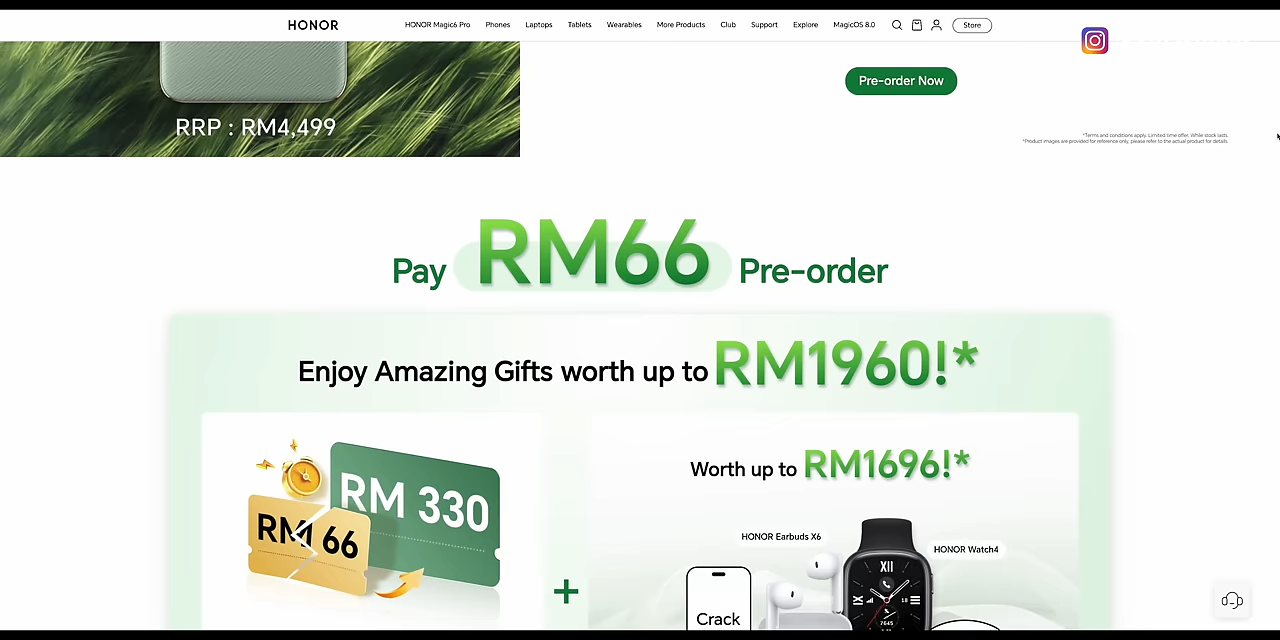 HONOR
HONOR Magic6 Pro Phones Laptops Tablets Wearables More Products Club Support Explore MagicOS 8.0 Store
Pre-order Now
RRP : RM4,499
*Terms and conditions apply. Limited time offer. While stock lasts.
*Product images are provided for reference only, please refer to the actual product for details.
Pay RM66 Pre-order
Enjoy Amazing Gifts worth up to RM1960!*
RM 330
RM 66
+
Worth up to RM1696!*
HONOR Earbuds X6
HONOR Watch4
XII
18
7645
Crack